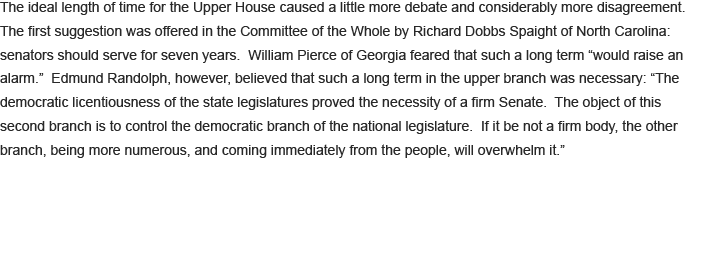 The ideal length of time for the Upper House caused a little more debate and considerably more disagreement.
The first suggestion was offered in the Committee of the Whole by Richard Dobbs Spaight of North Carolina:
senators should serve for seven years.  William Pierce of Georgia feared that such a long term “would raise an
alarm.”  Edmund Randolph, however, believed that such a long term in the upper branch was necessary: “The
democratic licentiousness of the state legislatures proved the necessity of a firm Senate.  The object of this
second branch is to control the democratic branch of the national legislature.  If it be not a firm body, the other
branch, being more numerous, and coming immediately from the people, will overwhelm it.”